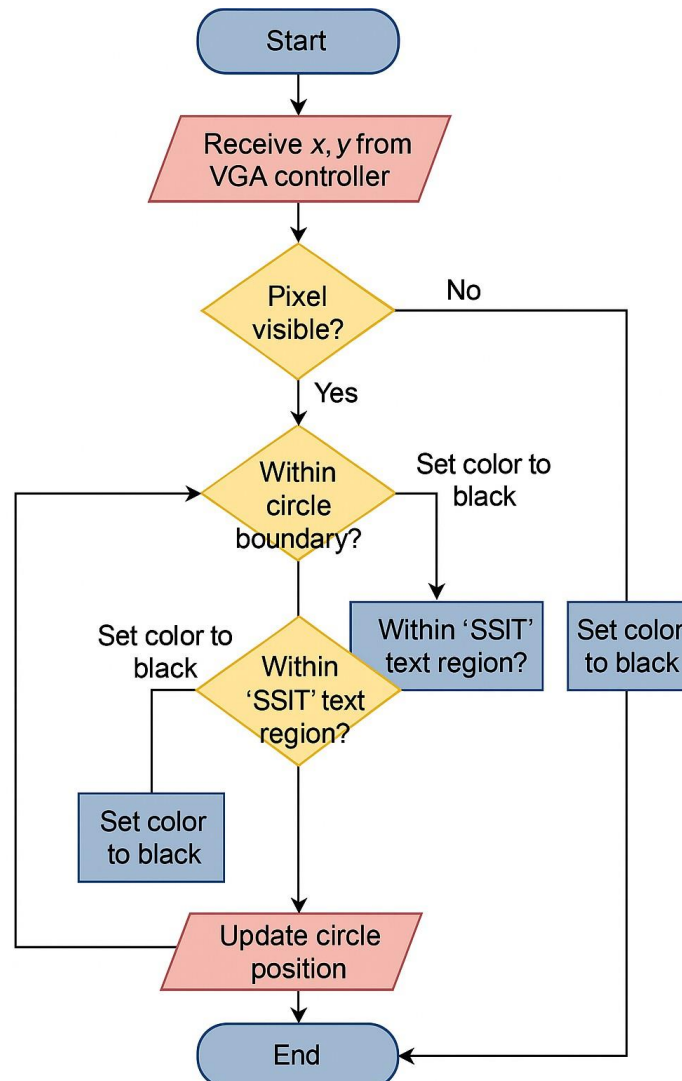 Start
Receive x, y from
VGA controller
Pixel
visible?
No
Yes
Within
circle
boundary?
Set color to
black
Within 'SSIT'
text region?
Set color
to black
Set color to
black
Within
'SSIT' text
region?
Set color
to black
Update circle
position
End